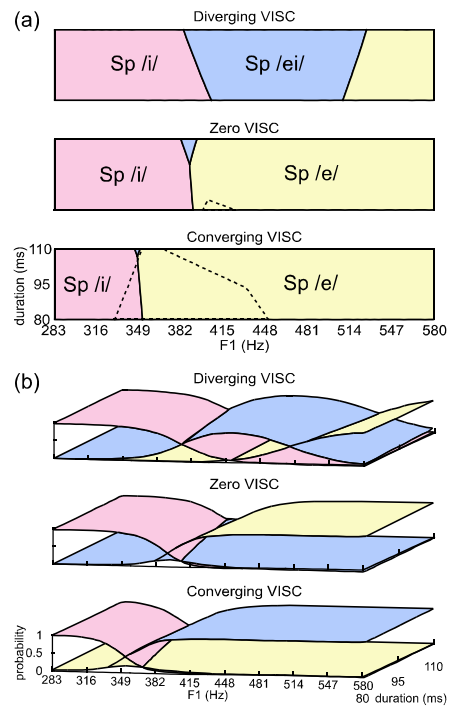 (a)
Diverging VISC
Sp /i/ Sp /ei/
Zero VISC
Sp /i/ Sp /e/
Converging VISC
duration (ms)
110
95
80
Sp /i/ Sp /e/
283 316 349 382 415 448 481 514 547 580
F1 (Hz)
(b)
Diverging VISC
Zero VISC
Converging VISC
probability
1
0.5
0
283 316 349 382 415 448 481 514 547 580
F1 (Hz)
80 95 110
duration (ms)